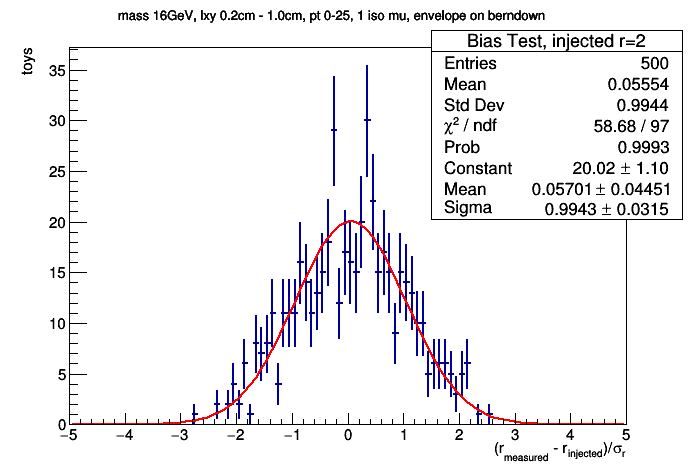 mass 16GeV, lxy 0.2cm - 1.0cm, pt 0-25, 1 iso mu, envelope on berndown
Bias Test, injected r=2
Entries 500
Mean 0.05554
Std Dev 0.9944
χ² / ndf 58.68 / 97
Prob 0.9993
Constant 20.02 ± 1.10
Mean 0.05701 ± 0.04451
Sigma 0.9943 ± 0.0315
toys
35
30
25
20
15
10
5
0
−5 −4 −3 −2 −1 0 1 2 3 4 5
(r_measured - r_injected)/σ_r